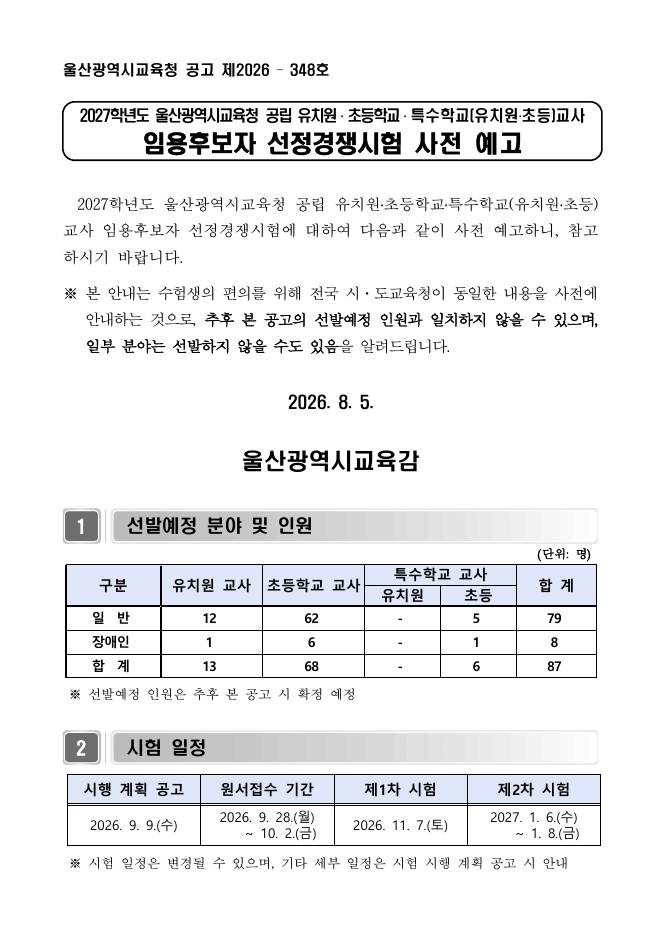 울산광역시교육청 공고 제2026 - 348호
2027학년도 울산광역시교육청 공립 유치원·초등학교·특수학교(유치원·초등)교사
임용후보자 선정경쟁시험 사전 예고
2027학년도 울산광역시교육청 공립 유치원·초등학교·특수학교(유치원·초등)
교사 임용후보자 선정경쟁시험에 대하여 다음과 같이 사전 예고하니, 참고
하시기 바랍니다.
※ 본 안내는 수험생의 편의를 위해 전국 시·도교육청이 동일한 내용을 사전에
안내하는 것으로, 추후 본 공고의 선발예정 인원과 일치하지 않을 수 있으며,
일부 분야는 선발하지 않을 수도 있음을 알려드립니다.
2026. 8. 5.
울산광역시교육감
1 선발예정 분야 및 인원
(단위: 명)
구분 유치원 교사 초등학교 교사 특수학교 교사 합 계
유치원 초등
일 반 12 62 - 5 79
장애인 1 6 - 1 8
합 계 13 68 - 6 87
※ 선발예정 인원은 추후 본 공고 시 확정 예정
2 시험 일정
시행 계획 공고 원서접수 기간 제1차 시험 제2차 시험
2026. 9. 9.(수) 2026. 9. 28.(월) 2026. 11. 7.(토) 2027. 1. 6.(수)
~ 10. 2.(금) ~ 1. 8.(금)
※ 시험 일정은 변경될 수 있으며, 기타 세부 일정은 시험 시행 계획 공고 시 안내